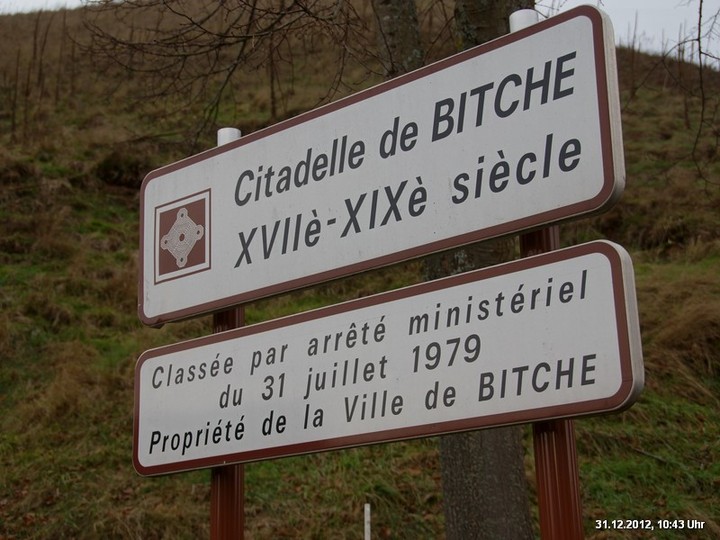 Citadelle de BITCHE
XVIIè-XIXè siècle
Classée par arrêté ministériel
du 31 juillet 1979
Propriété de la Ville de BITCHE
31.12.2012, 10:43 Uhr